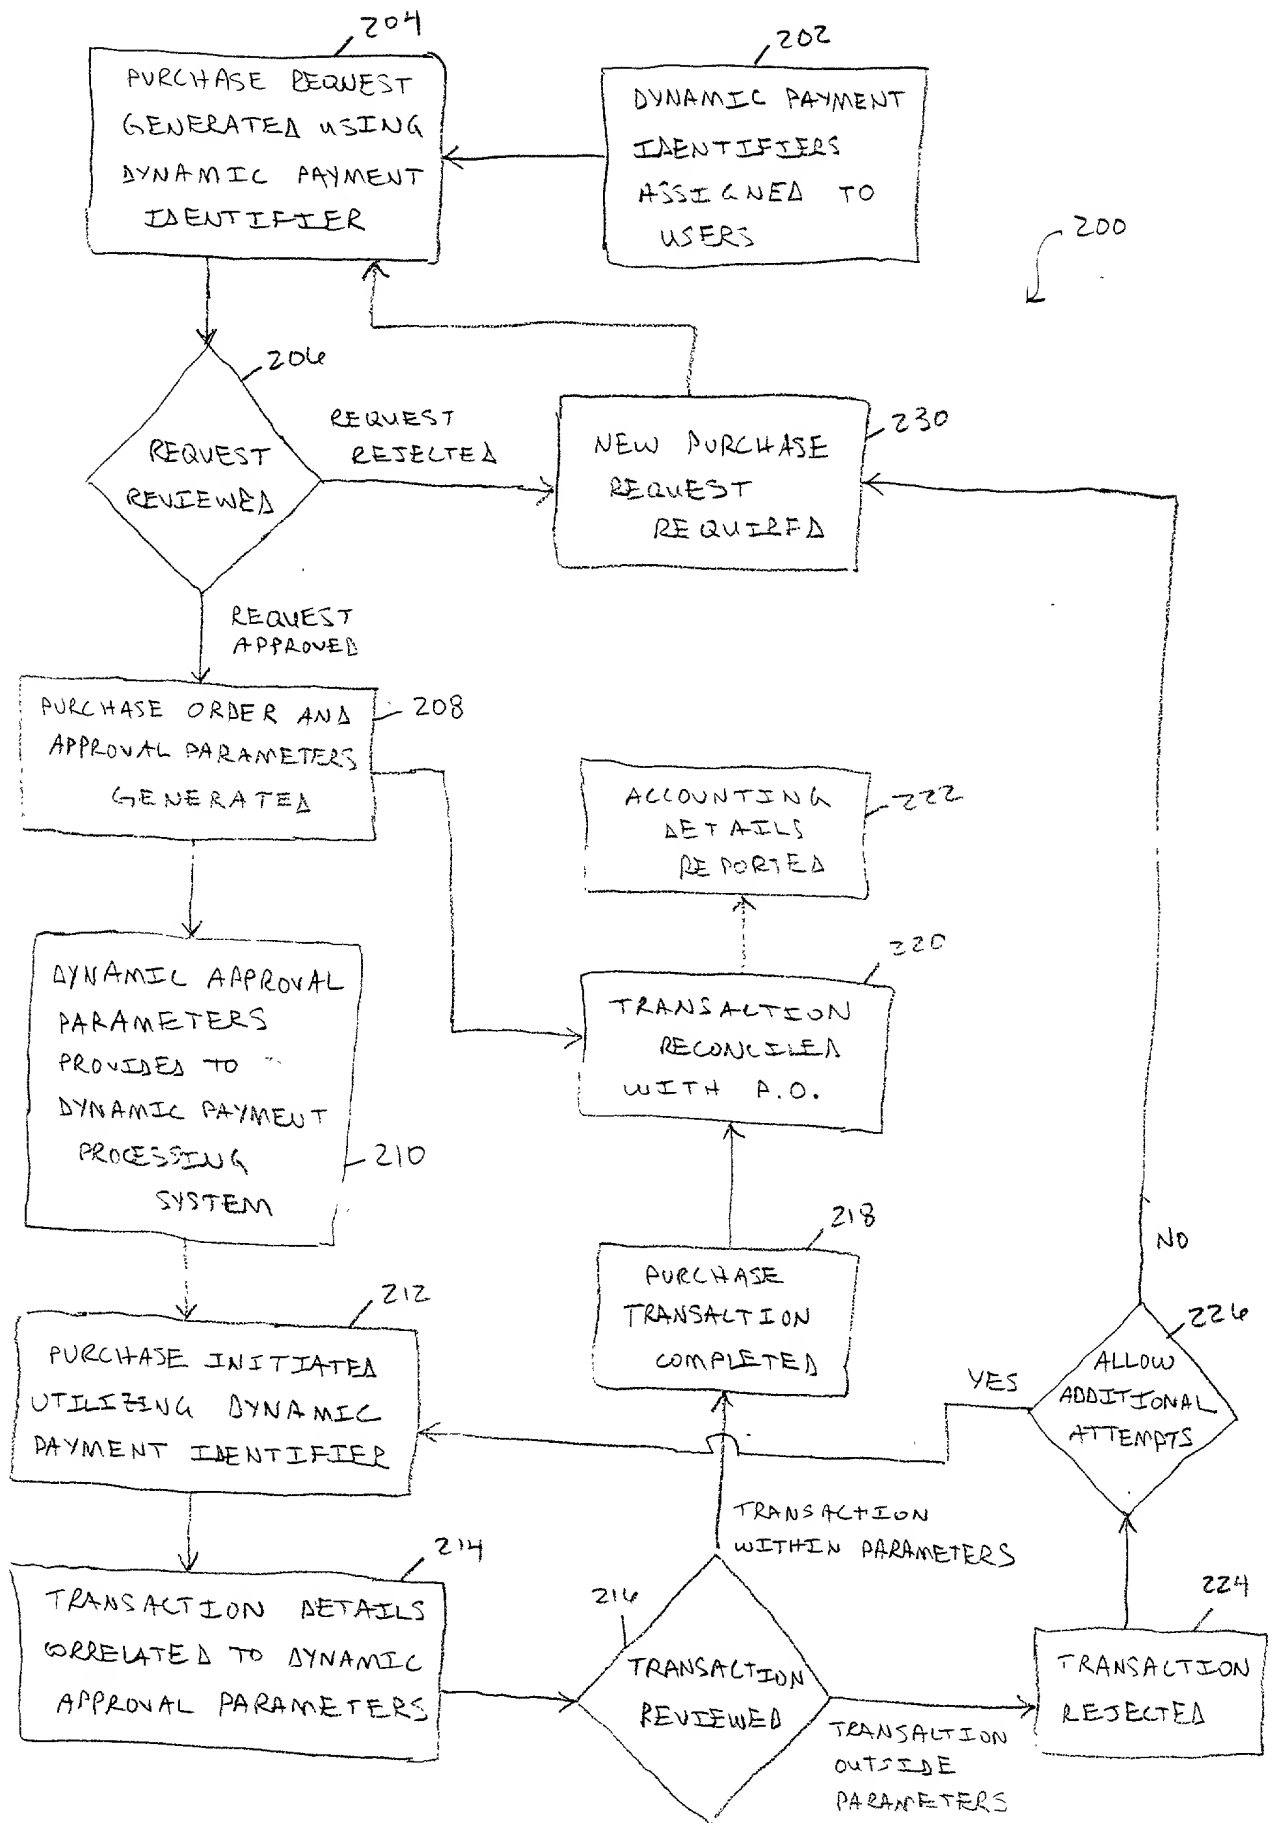 204
PURCHASE REQUEST
GENERATED USING
DYNAMIC PAYMENT
IDENTIFIER
202
DYNAMIC PAYMENT
IDENTIFIERS
ASSIGNED TO
USERS
200
206
REQUEST
REVIEWED
REQUEST
REJECTED
230
NEW PURCHASE
REQUEST
REQUIRED
REQUEST
APPROVED
208
PURCHASE ORDER AND
APPROVAL PARAMETERS
GENERATED
222
ACCOUNTING
DETAILS
REPORTED
220
TRANSACTION
RECONCILED
WITH P.O.
DYNAMIC APPROVAL
PARAMETERS
PROVIDED TO
DYNAMIC PAYMENT
PROCESSING
SYSTEM
210
218
PURCHASE
TRANSACTION
COMPLETED
NO
226
ALLOW
ADDITIONAL
ATTEMPTS
YES
212
PURCHASE INITIATED
UTILIZING DYNAMIC
PAYMENT IDENTIFIER
TRANSACTION
WITHIN PARAMETERS
214
TRANSACTION DETAILS
CORRELATED TO DYNAMIC
APPROVAL PARAMETERS
216
TRANSACTION
REVIEWED
TRANSACTION
OUTSIDE
PARAMETERS
224
TRANSACTION
REJECTED